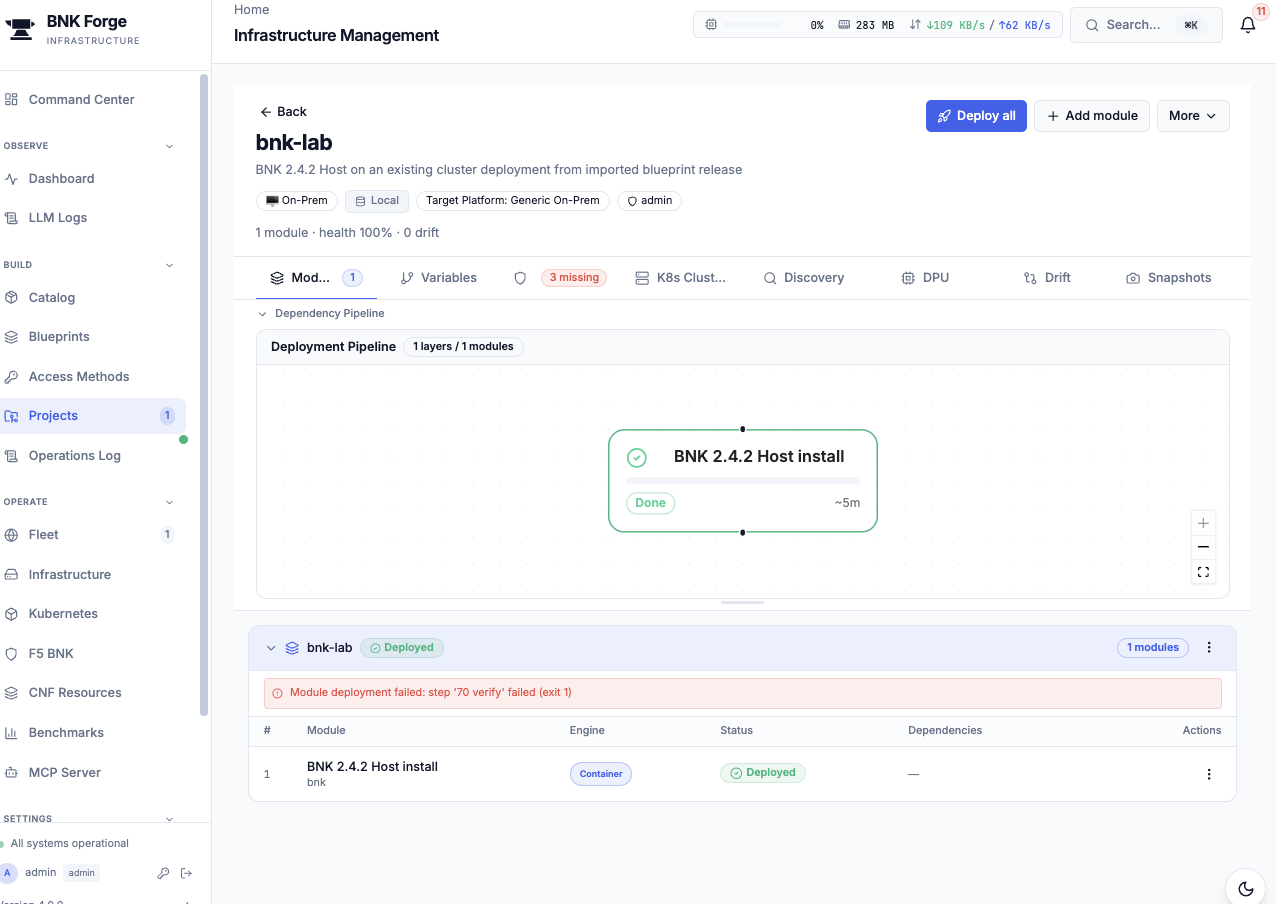 BNK Forge
INFRASTRUCTURE
Command Center
OBSERVE
Dashboard
LLM Logs
BUILD
Catalog
Blueprints
Access Methods
Projects 1
Operations Log
OPERATE
Fleet 1
Infrastructure
Kubernetes
F5 BNK
CNF Resources
Benchmarks
MCP Server
SETTINGS
All systems operational
A admin admin
Version 4.0.0
Home
Infrastructure Management
0% 283 MB ↓109 KB/s / ↑62 KB/s
Search... ⌘K
11
← Back
Deploy all + Add module More
bnk-lab
BNK 2.4.2 Host on an existing cluster deployment from imported blueprint release
On-Prem Local Target Platform: Generic On-Prem admin
1 module · health 100% · 0 drift
Mod... 1 Variables 3 missing K8s Clust... Discovery DPU Drift Snapshots
Dependency Pipeline
Deployment Pipeline 1 layers / 1 modules
BNK 2.4.2 Host install
Done ~5m
bnk-lab Deployed 1 modules
Module deployment failed: step '70 verify' failed (exit 1)
# Module Engine Status Dependencies Actions
1 BNK 2.4.2 Host install Container Deployed —
bnk